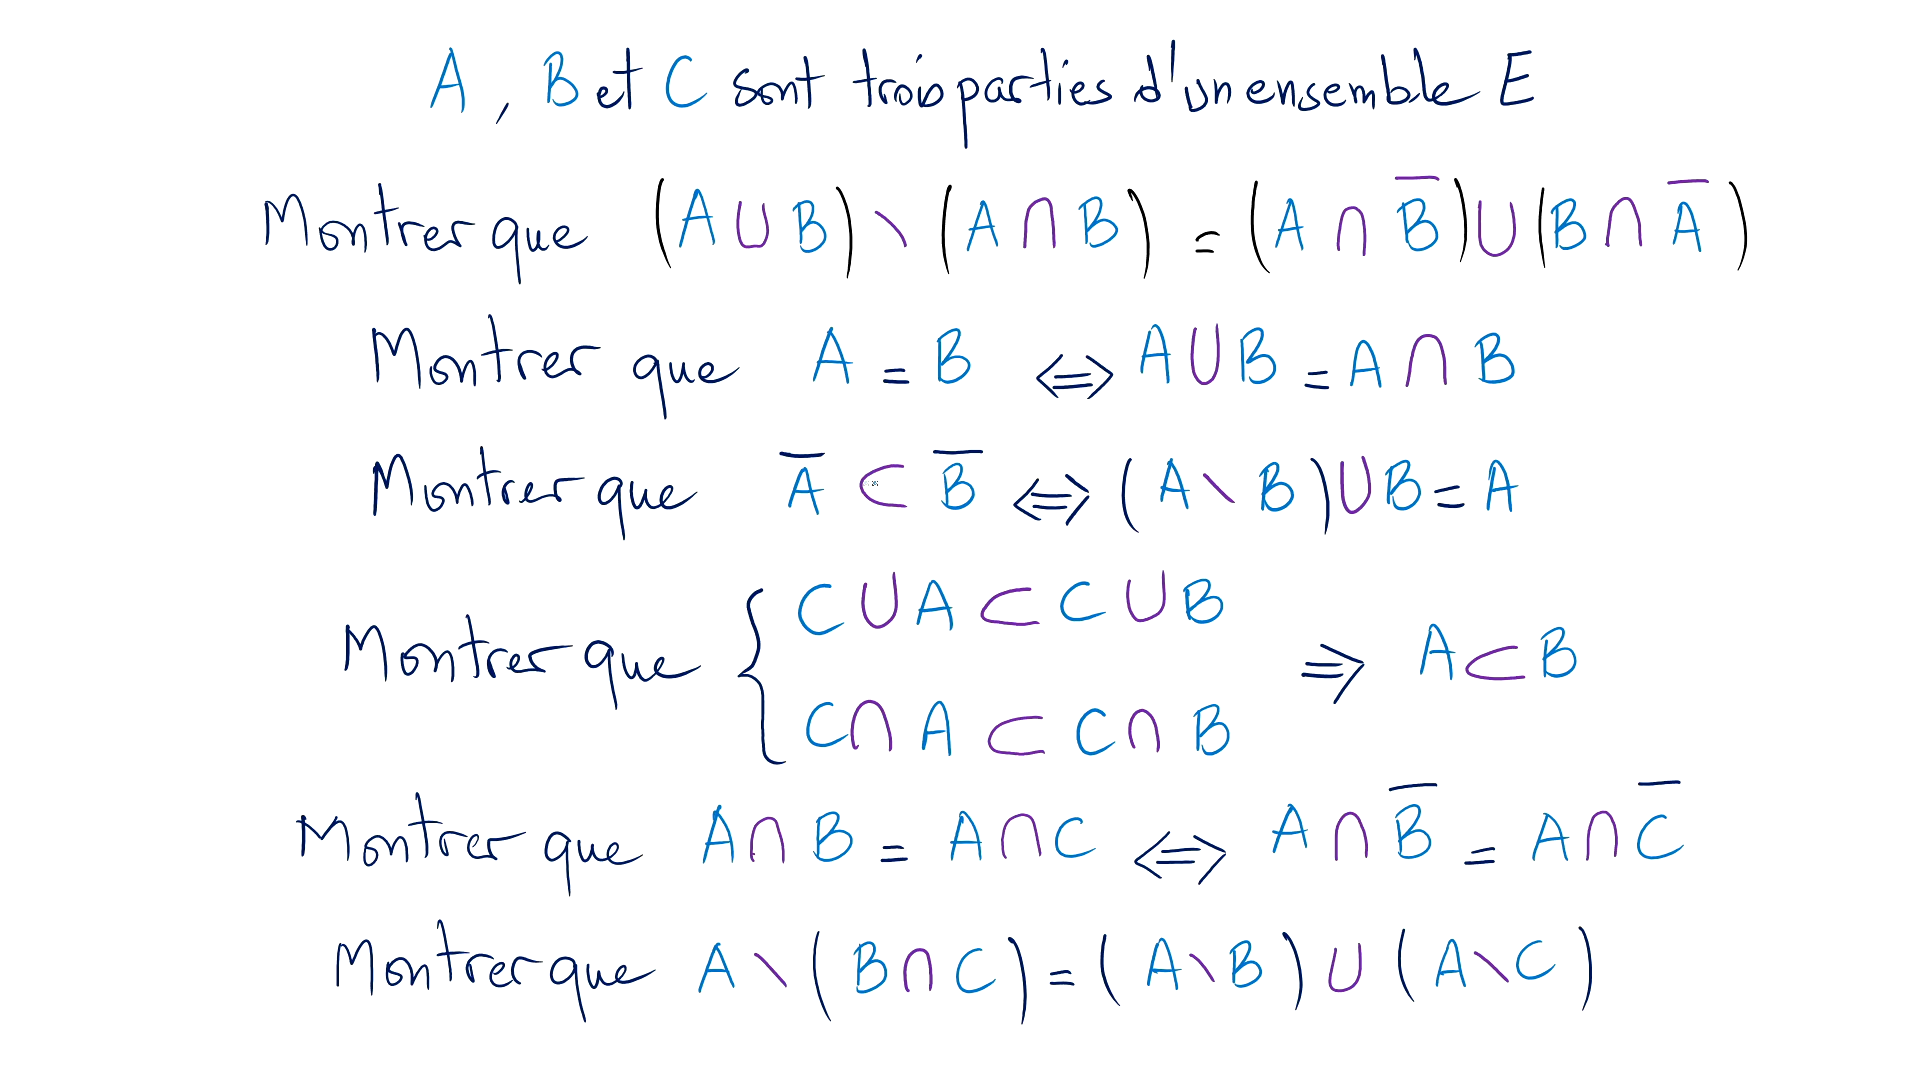 A, B et C sont trois parties d'un ensemble E
Montrer que (A ∪ B) \ (A ∩ B) = (A ∩ B̅) ∪ (B ∩ A̅)
Montrer que A = B ⟺ A ∪ B = A ∩ B
Montrer que A̅ ⊂ B̅ ⟺ (A \ B) ∪ B = A
Montrer que { C ∪ A ⊂ C ∪ B
C ∩ A ⊂ C ∩ B ⇒ A ⊂ B
Montrer que A ∩ B = A ∩ C ⟺ A ∩ B̅ = A ∩ C̅
Montrer que A \ (B ∩ C) = (A \ B) ∪ (A \ C)